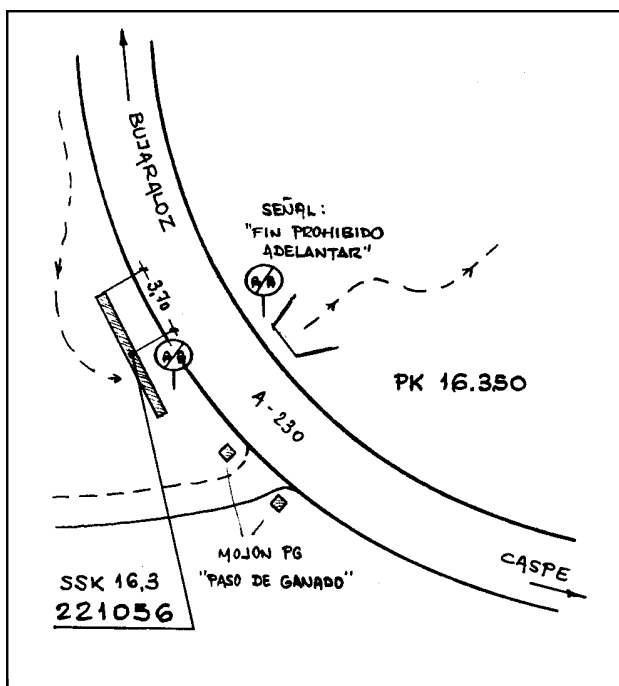 BUJARALOZ
SEÑAL:
"FIN PROHIBIDO
ADELANTAR"
3,70
PK 16.350
A-230
MOJÓN PG
"PASO DE GANADO"
CASPE
SSK 16,3
221056